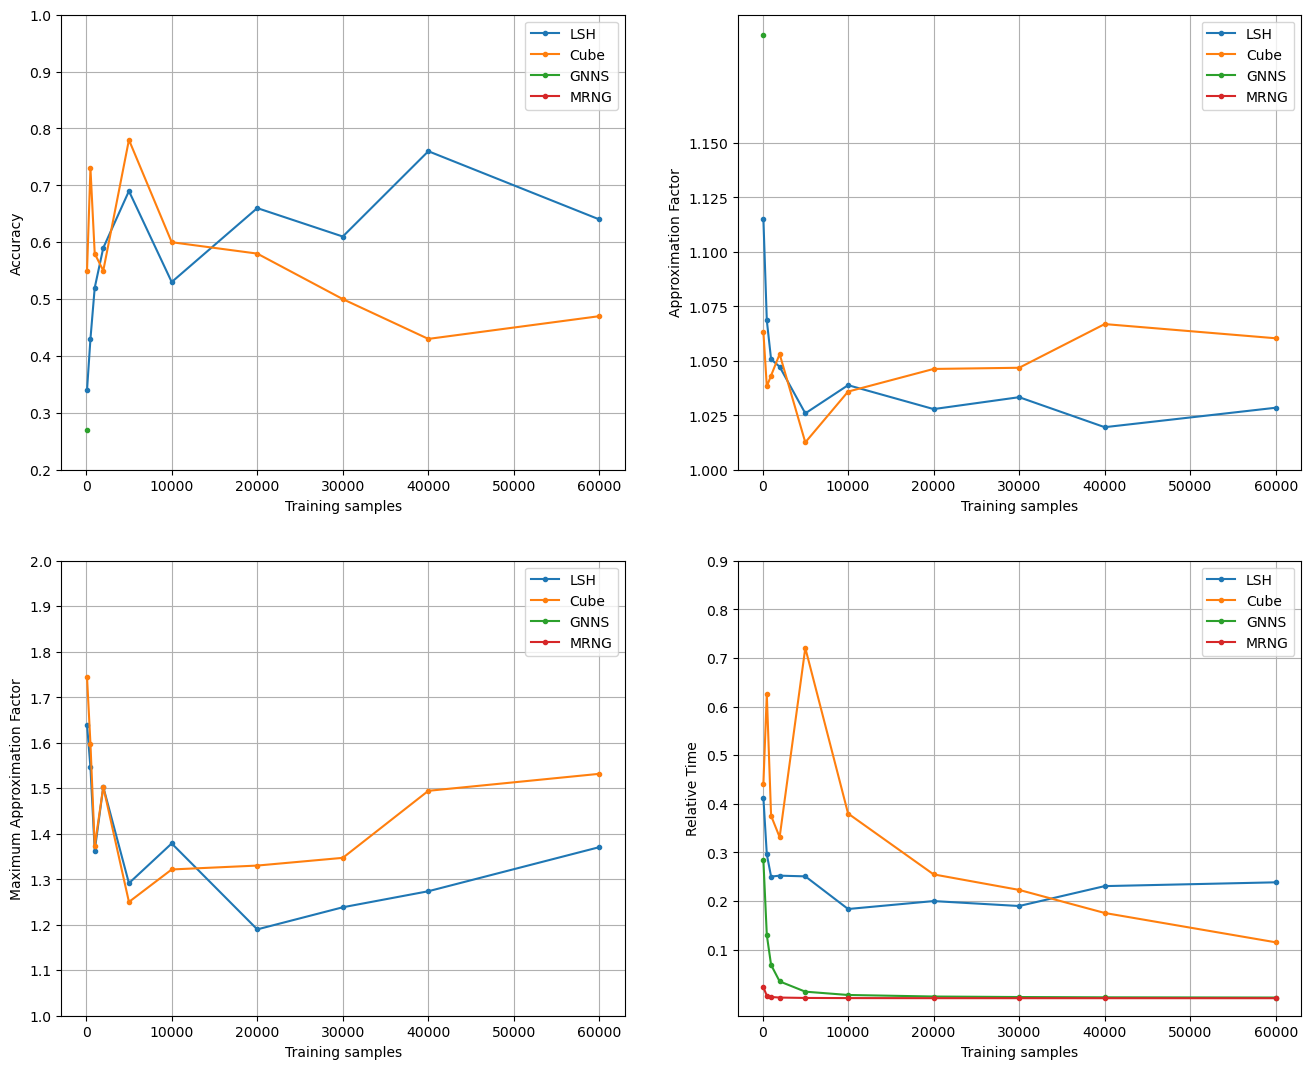 1.0
0.9
0.8
0.7
0.6
0.5
0.4
0.3
0.2
Accuracy
0 10000 20000 30000 40000 50000 60000
Training samples
LSH
Cube
GNNS
MRNG
1.150
1.125
1.100
1.075
1.050
1.025
1.000
Approximation Factor
0 10000 20000 30000 40000 50000 60000
Training samples
LSH
Cube
GNNS
MRNG
2.0
1.9
1.8
1.7
1.6
1.5
1.4
1.3
1.2
1.1
1.0
Maximum Approximation Factor
0 10000 20000 30000 40000 50000 60000
Training samples
LSH
Cube
GNNS
MRNG
0.9
0.8
0.7
0.6
0.5
0.4
0.3
0.2
0.1
Relative Time
0 10000 20000 30000 40000 50000 60000
Training samples
LSH
Cube
GNNS
MRNG